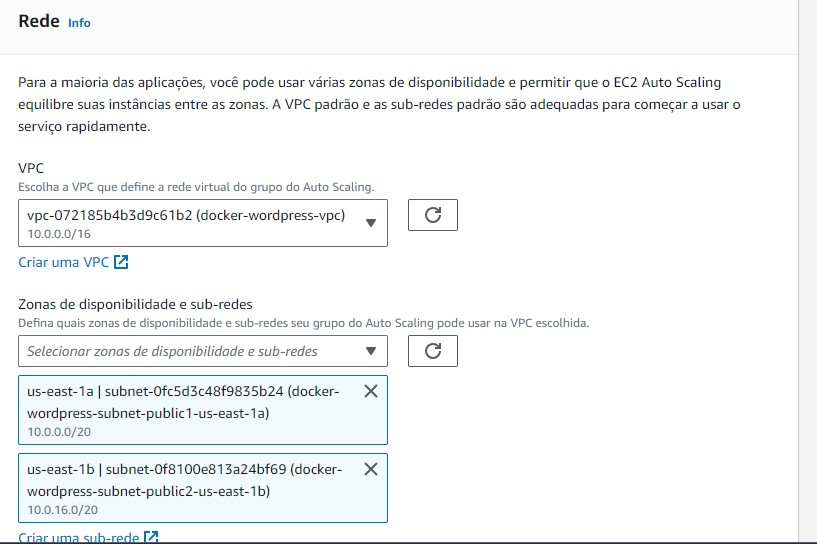 Rede Info
Para a maioria das aplicações, você pode usar várias zonas de disponibilidade e permitir que o EC2 Auto Scaling
equilibre suas instâncias entre as zonas. A VPC padrão e as sub-redes padrão são adequadas para começar a usar o
serviço rapidamente.
VPC
Escolha a VPC que define a rede virtual do grupo do Auto Scaling.
vpc-072185b4b3d9c61b2 (docker-wordpress-vpc)
10.0.0.0/16
Criar uma VPC
Zonas de disponibilidade e sub-redes
Defina quais zonas de disponibilidade e sub-redes seu grupo do Auto Scaling pode usar na VPC escolhida.
Selecionar zonas de disponibilidade e sub-redes
us-east-1a | subnet-0fc5d3c48f9835b24 (docker-
wordpress-subnet-public1-us-east-1a)
10.0.0.0/20
us-east-1b | subnet-0f8100e813a24bf69 (docker-
wordpress-subnet-public2-us-east-1b)
10.0.16.0/20
Criar uma sub-rede